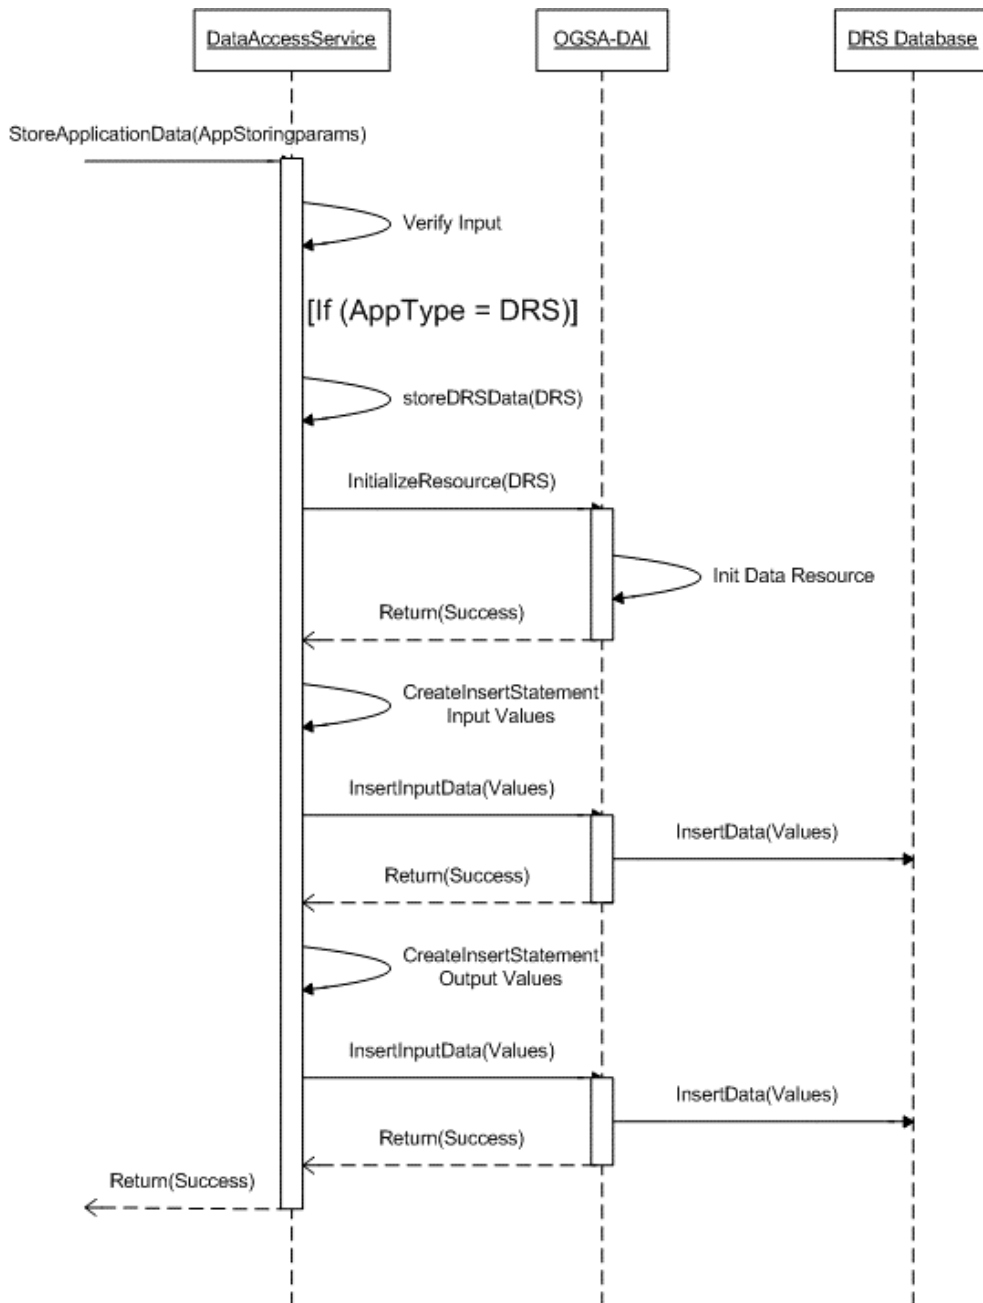 DataAccessService
OGSA-DAI
DRS Database
StoreApplicationData(AppStoringparams)
Verify Input
[If (AppType = DRS)]
storeDRSData(DRS)
InitializeResource(DRS)
Init Data Resource
Return(Success)
CreateInsertStatement
Input Values
InsertInputData(Values)
InsertData(Values)
Return(Success)
CreateInsertStatement
Output Values
InsertInputData(Values)
InsertData(Values)
Return(Success)
Return(Success)